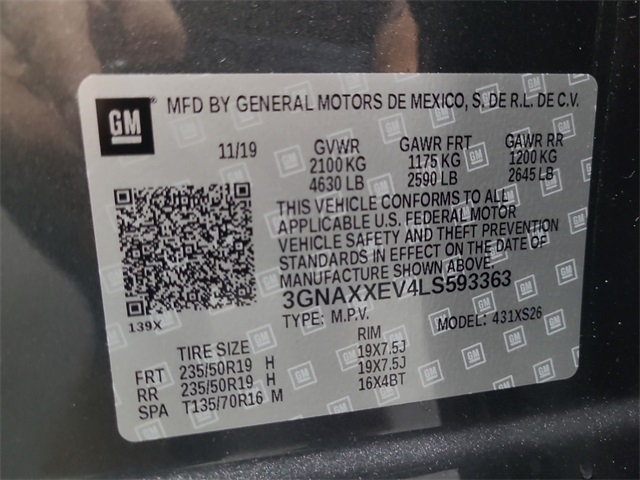 GM
MFD BY GENERAL MOTORS DE MEXICO, S. DE R.L. DE C.V.
11/19 GVWR GAWR FRT GAWR RR
2100 KG 1175 KG 1200 KG
4630 LB 2590 LB 2645 LB
THIS VEHICLE CONFORMS TO ALL
APPLICABLE U.S. FEDERAL MOTOR
VEHICLE SAFETY AND THEFT PREVENTION
STANDARDS IN EFFECT ON THE DATE OF
MANUFACTURE SHOWN ABOVE.
3GNAXXEV4LS593363
139X TYPE: M.P.V. MODEL: 431XS26
TIRE SIZE RIM
FRT 235/50R19 H 19X7.5J
RR 235/50R19 H 19X7.5J
SPA T135/70R16 M 16X4BT